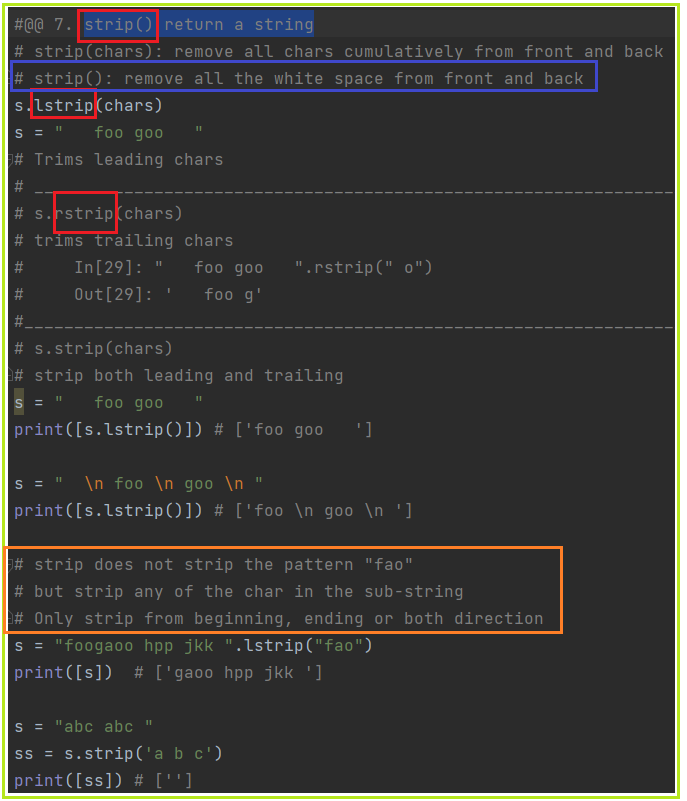 #@@ 7. strip() return a string
# strip(chars): remove all chars cumulatively from front and back
# strip(): remove all the white space from front and back
s.lstrip(chars)
s = "   foo goo   "
# Trims leading chars
# ________________________________________________________________
# s.rstrip(chars)
# trims trailing chars
#     In[29]: "   foo goo   ".rstrip(" o")
#     Out[29]: '   foo g'
#_________________________________________________________________
# s.strip(chars)
# strip both leading and trailing
s = "   foo goo   "
print([s.lstrip()]) # ['foo goo   ']
s = "  \n foo \n goo \n "
print([s.lstrip()]) # ['foo \n goo \n ']
# strip does not strip the pattern "fao"
# but strip any of the char in the sub-string
# Only strip from beginning, ending or both direction
s = "foogaoo hpp jkk ".lstrip("fao")
print([s])  # ['gaoo hpp jkk ']
s = "abc abc "
ss = s.strip('a b c')
print([ss]) # ['']